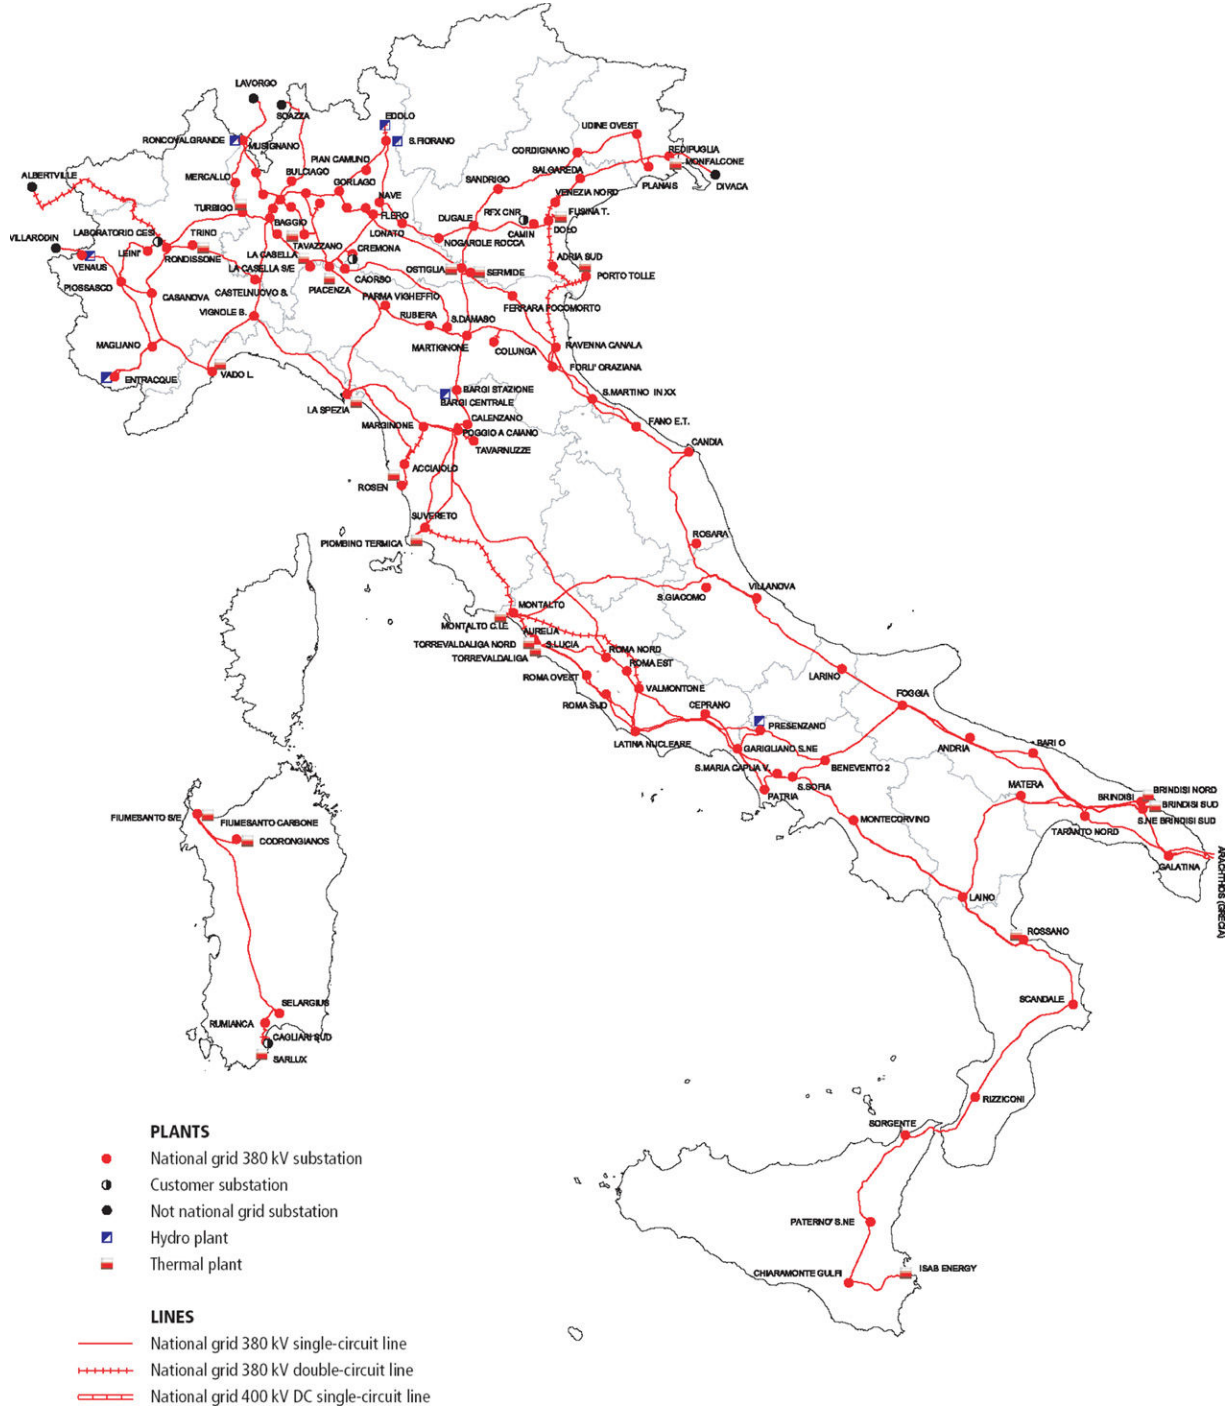 LAVORGO
SOAZZA
EDOLO
RONCOVALGRANDE
MUSIGNANO
S.FIORANO
UDINE OVEST
CORDIGNANO
REDIPUGLIA
MONFALCONE
PIAN CAMUNO
ALBERTVILLE
MERCALLO
BULCIAGO
GORLAGO
SANDRIGO
SALGAREDA
PLANAIS
DIVACA
NAVE
VENEZIA NORD
TURBIGO
FLERO
DUGALE
RFX CNR
FUSINA T.
BAGGIO
LABORATORIO CESI
TRINO
CAMIN
DOLO
VILLARODIN
LEINI'
TAVAZZANO
LONATO
NOGAROLE ROCCA
VENAUS
RONDISSONE
LA CASELLA
CREMONA
ADRIA SUD
LA CASELLA S/E
OSTIGLIA
SERMIDE
PORTO TOLLE
PIOSSASCO
CASANOVA
CASTELNUOVO S.
PIACENZA
CAORSO
PARMA VIGHEFFIO
FERRARA FOCOMORTO
VIGNOLE B.
RUBIERA
S.DAMASO
MAGLIANO
MARTIGNONE
COLUNGA
RAVENNA CANALA
FORLI' ORAZIANA
ENTRACQUE
VADO L.
BARGI STAZIONE
S.MARTINO IN XX
LA SPEZIA
BARGI CENTRALE
MARGINONE
CALENZANO
POGGIO A CAIANO
FANO E.T.
TAVARNUZZE
CANDIA
ACCIAIOLO
ROSEN
SUVERETO
PIOMBINO TERMICA
ROSARA
S.GIACOMO
VILLANOVA
MONTALTO
MONTALTO C.LE
AURELIA
TORREVALDALIGA NORD
S.LUCIA
ROMA NORD
TORREVALDALIGA
ROMA EST
ROMA OVEST
LARINO
VALMONTONE
ROMA SUD
CEPRANO
FOGGIA
PRESENZANO
LATINA NUCLEARE
GARIGLIANO S.NE
ANDRIA
BARI O
S.MARIA CAPUA V.
BENEVENTO 2
PATRIA
S.SOFIA
MATERA
BRINDISI
BRINDISI NORD
BRINDISI SUD
FIUMESANTO S/E
FIUMESANTO CARBONE
MONTECORVINO
S.NE BRINDISI SUD
TARANTO NORD
CODRONGIANOS
GALATINA
ARACHTHOS (GRECIA)
LAINO
ROSSANO
SELARGIUS
SCANDALE
RUMIANCA
CAGLIARI SUD
SARLUX
RIZZICONI
SORGENTE
PLANTS
National grid 380 kV substation
Customer substation
Not national grid substation
PATERNO' S.NE
Hydro plant
Thermal plant
ISAB ENERGY
CHIARAMONTE GULFI
LINES
National grid 380 kV single-circuit line
National grid 380 kV double-circuit line
National grid 400 kV DC single-circuit line